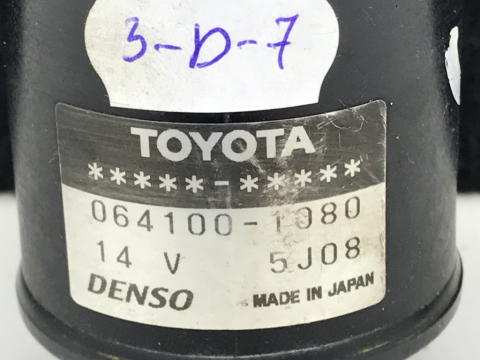 3-D-7
TOYOTA
*****-*****
064100-1080
14 V 5J08
DENSO MADE IN JAPAN